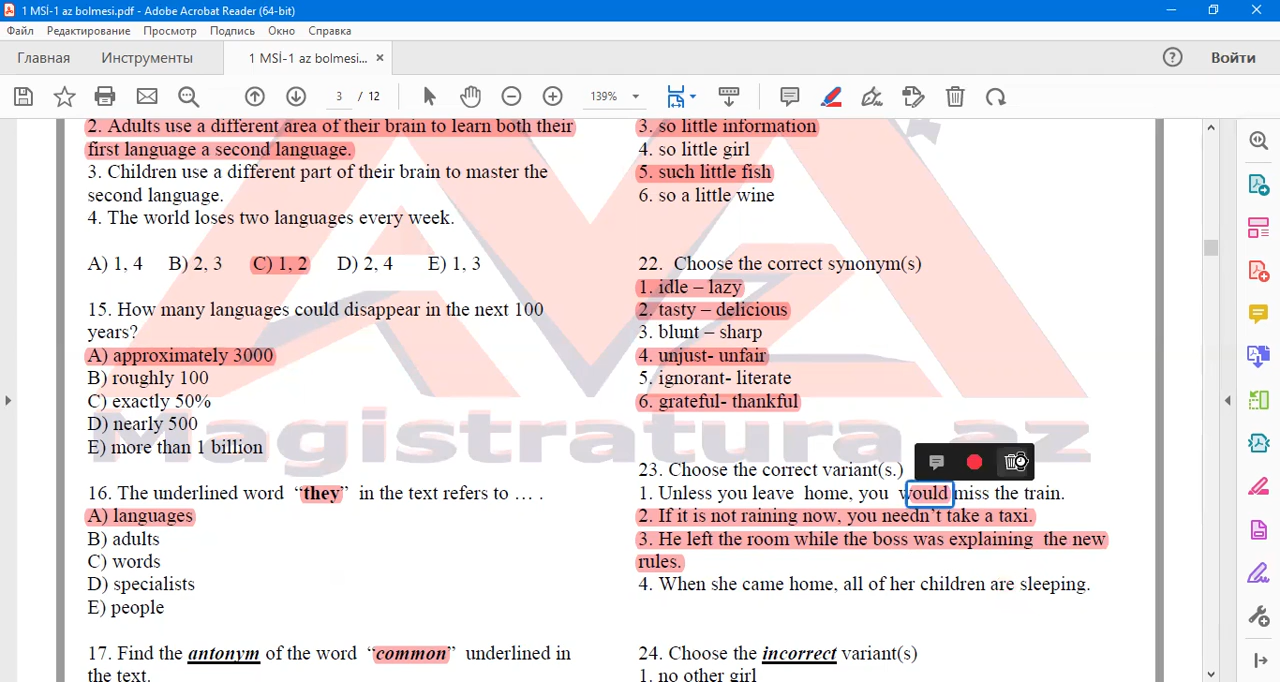 1 MSİ-1 az bolmesi.pdf - Adobe Acrobat Reader (64-bit)
Файл Редактирование Просмотр Подпись Окно Справка
Главная Инструменты 1 MSİ-1 az bolmesi... × Войти
3 / 12 139%
2. Adults use a different area of their brain to learn both their
first language a second language.
3. Children use a different part of their brain to master the
second language.
4. The world loses two languages every week.
A) 1, 4 B) 2, 3 C) 1, 2 D) 2, 4 E) 1, 3
15. How many languages could disappear in the next 100
years?
A) approximately 3000
B) roughly 100
C) exactly 50%
D) nearly 500
E) more than 1 billion
16. The underlined word “they” in the text refers to … .
A) languages
B) adults
C) words
D) specialists
E) people
17. Find the antonym of the word “common” underlined in
the text.
3. so little information
4. so little girl
5. such little fish
6. so a little wine
22. Choose the correct synonym(s)
1. idle – lazy
2. tasty – delicious
3. blunt – sharp
4. unjust- unfair
5. ignorant- literate
6. grateful- thankful
23. Choose the correct variant(s.)
1. Unless you leave home, you would miss the train.
2. If it is not raining now, you needn’t take a taxi.
3. He left the room while the boss was explaining the new
rules.
4. When she came home, all of her children are sleeping.
24. Choose the incorrect variant(s)
1. no other girl
Magistratura.az